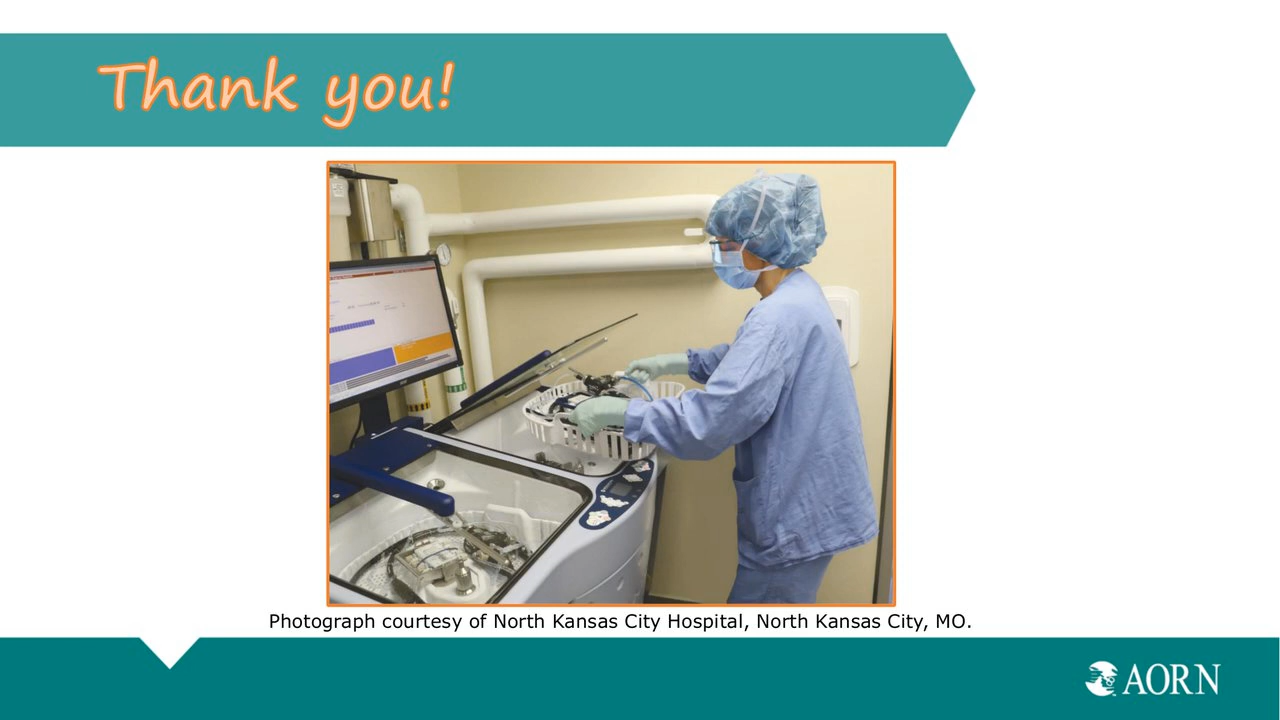 Thank you!
Photograph courtesy of North Kansas City Hospital, North Kansas City, MO.
AORN